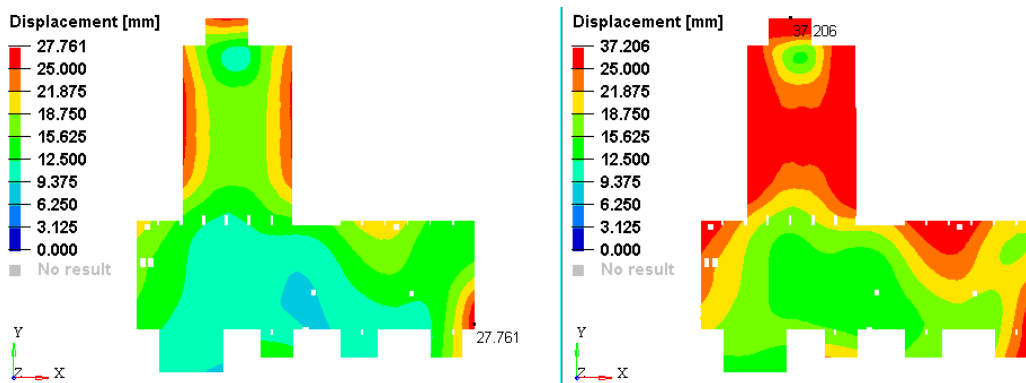 Displacement [mm]
27.761
25.000
21.875
18.750
15.625
12.500
9.375
6.250
3.125
0.000
No result
Y
Z
X
27.761
Displacement [mm]
37.206
25.000
21.875
18.750
15.625
12.500
9.375
6.250
3.125
0.000
No result
Y
Z
X
37.206